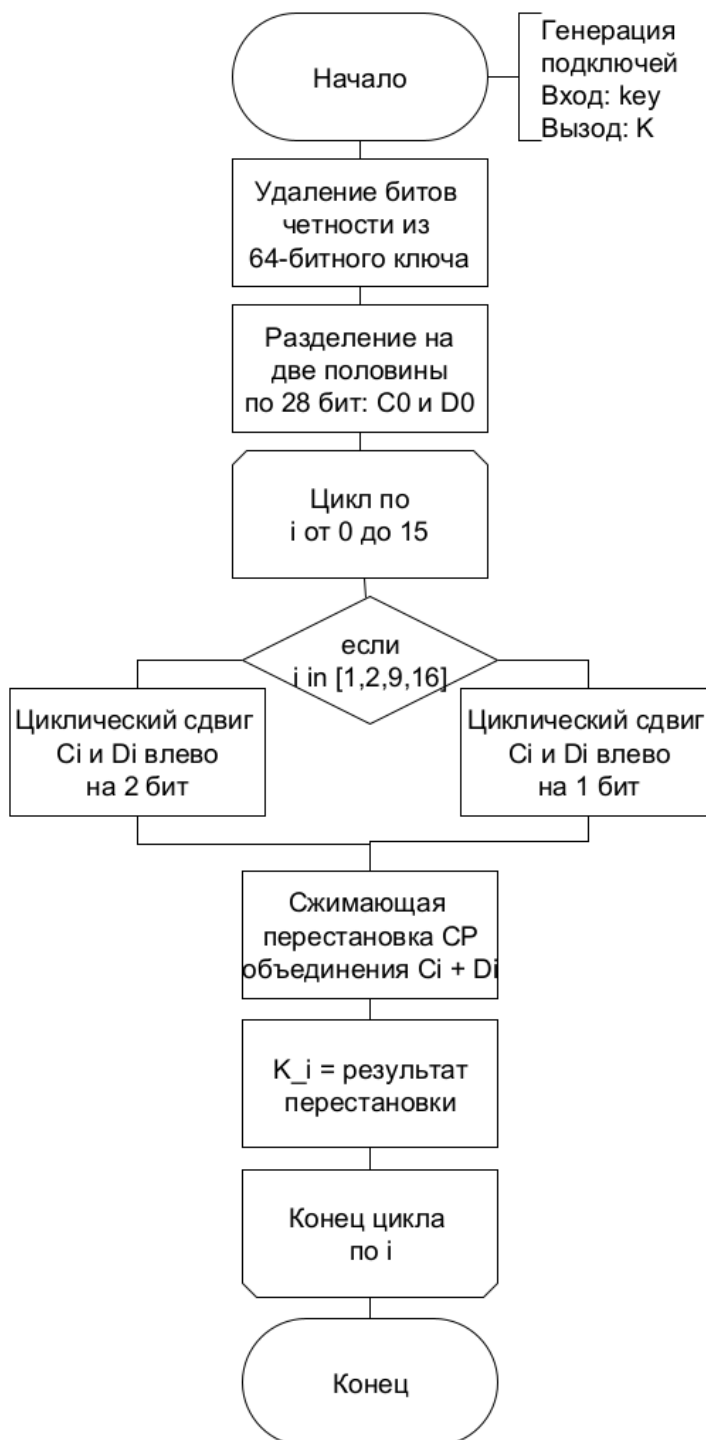 Начало
Генерация
подключей
Вход: key
Вызод: K
Удаление битов
четности из
64-битного ключа
Разделение на
две половины
по 28 бит: C0 и D0
Цикл по
i от 0 до 15
если
i in [1,2,9,16]
Циклический сдвиг
Ci и Di влево
на 2 бит
Циклический сдвиг
Ci и Di влево
на 1 бит
Сжимающая
перестановка CP
объединения Ci + Di
K_i = результат
перестановки
Конец цикла
по i
Конец